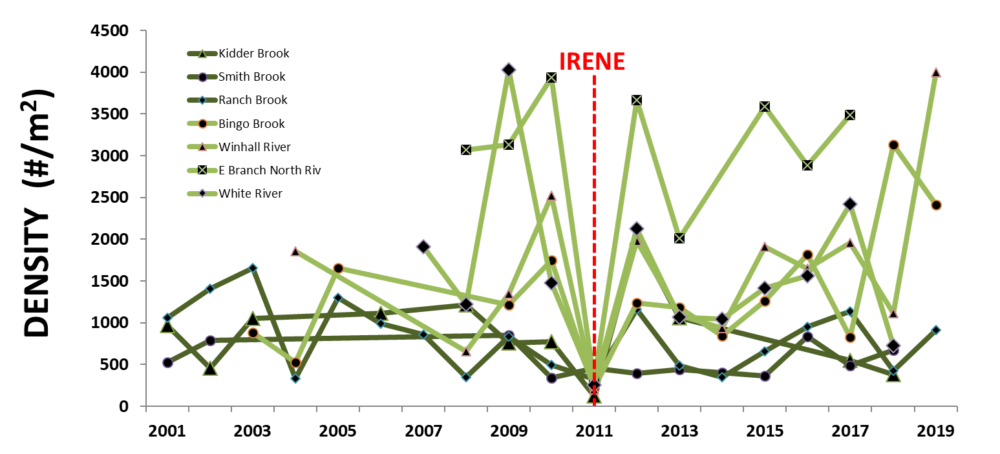 4500
4000
3500
3000
2500
2000
1500
1000
500
0
DENSITY (#/m²)
Kidder Brook
Smith Brook
Ranch Brook
Bingo Brook
Winhall River
E Branch North Riv
White River
IRENE
2001 2003 2005 2007 2009 2011 2013 2015 2017 2019